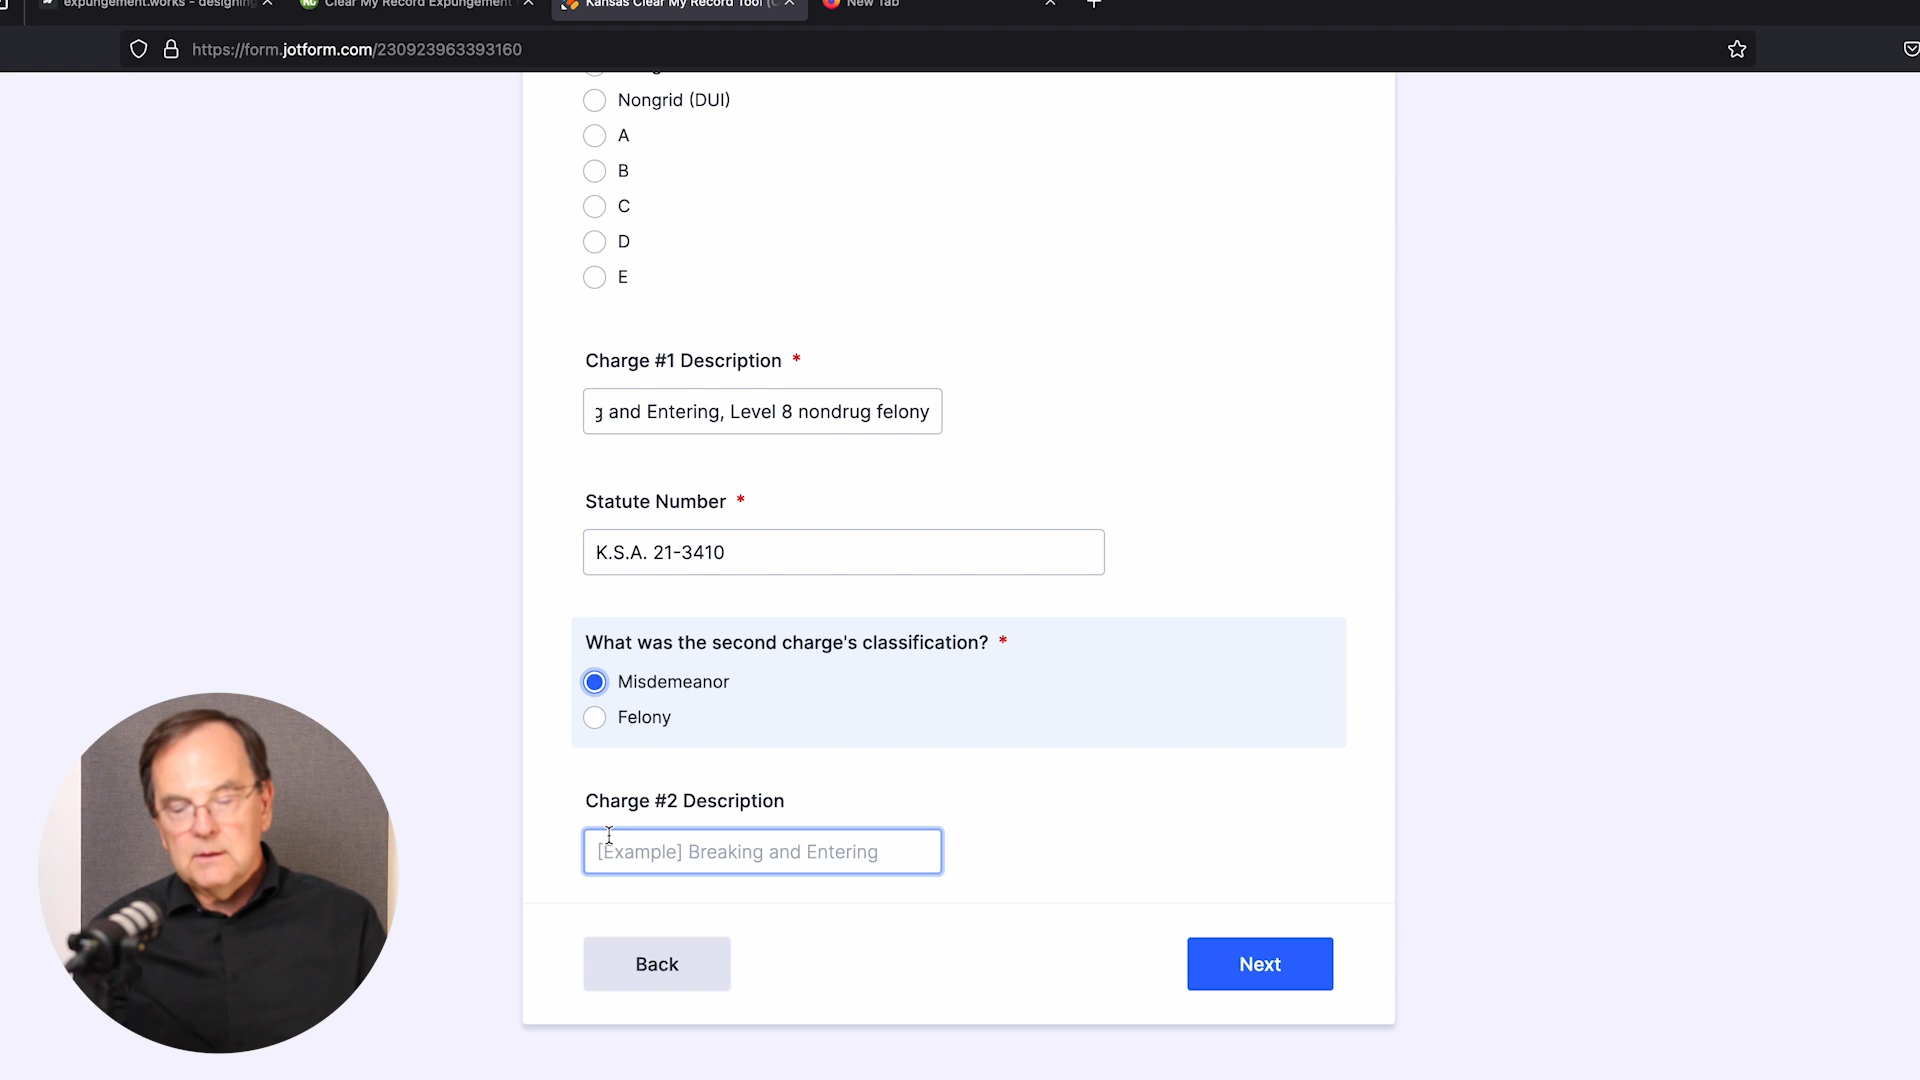 expungement.works - designing
Clear My Record Expungement
Kansas Clear My Record Tool (C
New Tab
https://form.jotform.com/230923963393160
Nongrid (DUI)
A
B
C
D
E
Charge #1 Description *
g and Entering, Level 8 nondrug felony
Statute Number *
K.S.A. 21-3410
What was the second charge's classification? *
Misdemeanor
Felony
Charge #2 Description
[Example] Breaking and Entering
Back
Next